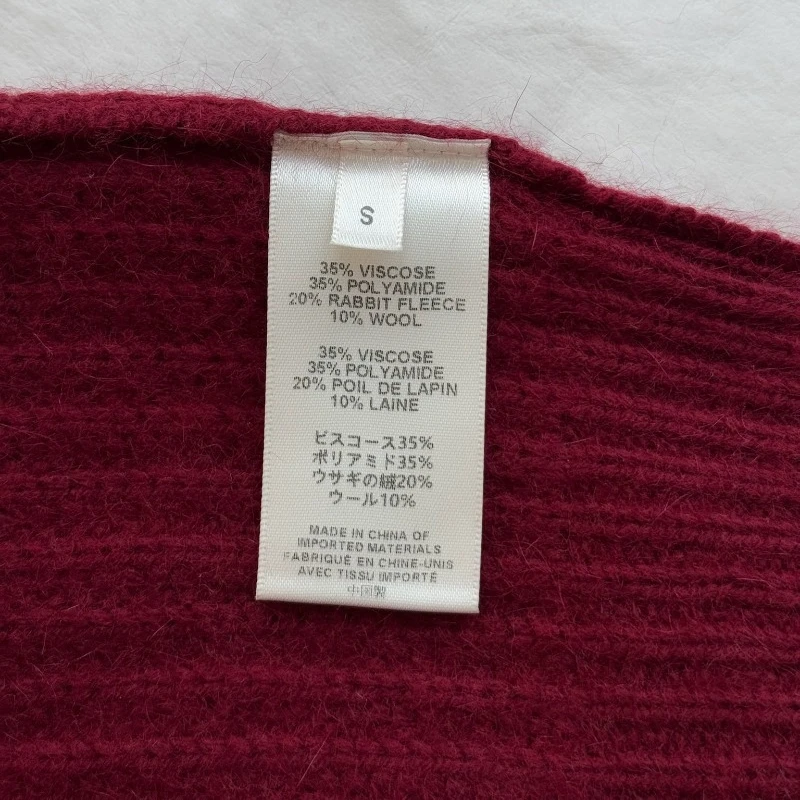 S
35% VISCOSE
35% POLYAMIDE
20% RABBIT FLEECE
10% WOOL
35% VISCOSE
35% POLYAMIDE
20% POIL DE LAPIN
10% LAINE
ビスコース35%
ポリアミド35%
ウサギの絨20%
ウール10%
MADE IN CHINA OF
IMPORTED MATERIALS
FABRIQUÉ EN CHINE-UNIS
AVEC TISSU IMPORTÉ
中国製